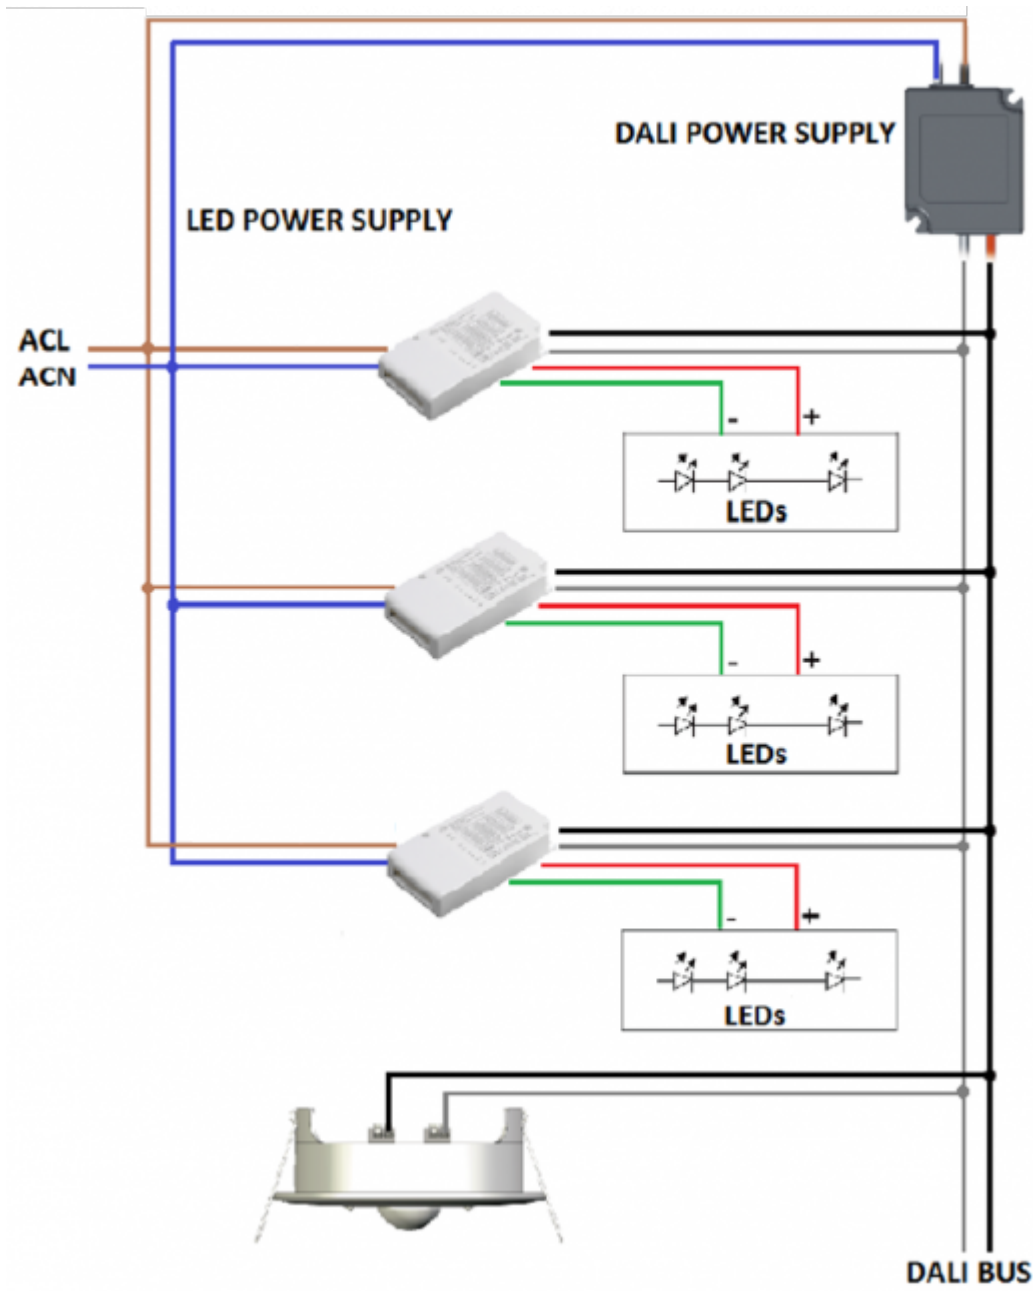 DALI POWER SUPPLY
LED POWER SUPPLY
ACL
ACN
- +
LEDs
- +
LEDs
- +
LEDs
DALI BUS